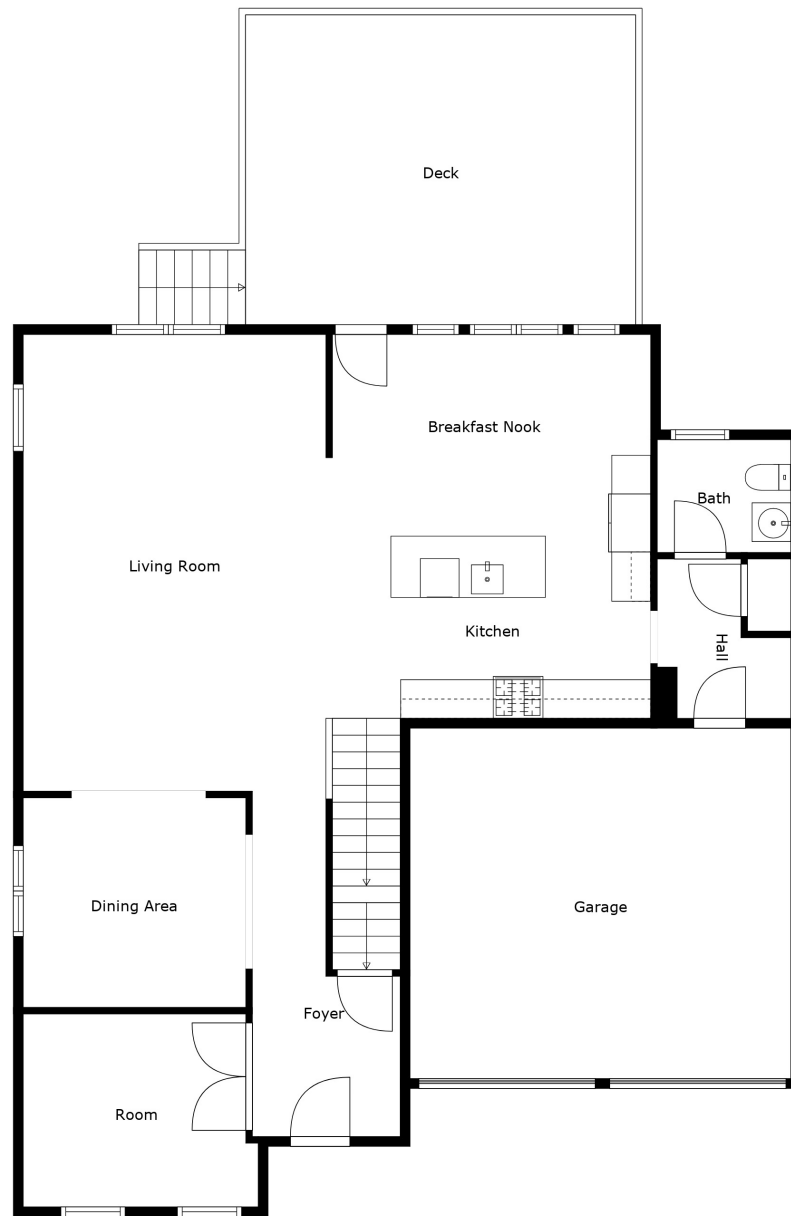 Deck
Breakfast Nook
Bath
Living Room
Kitchen
Hall
Dining Area
Garage
Foyer
Room